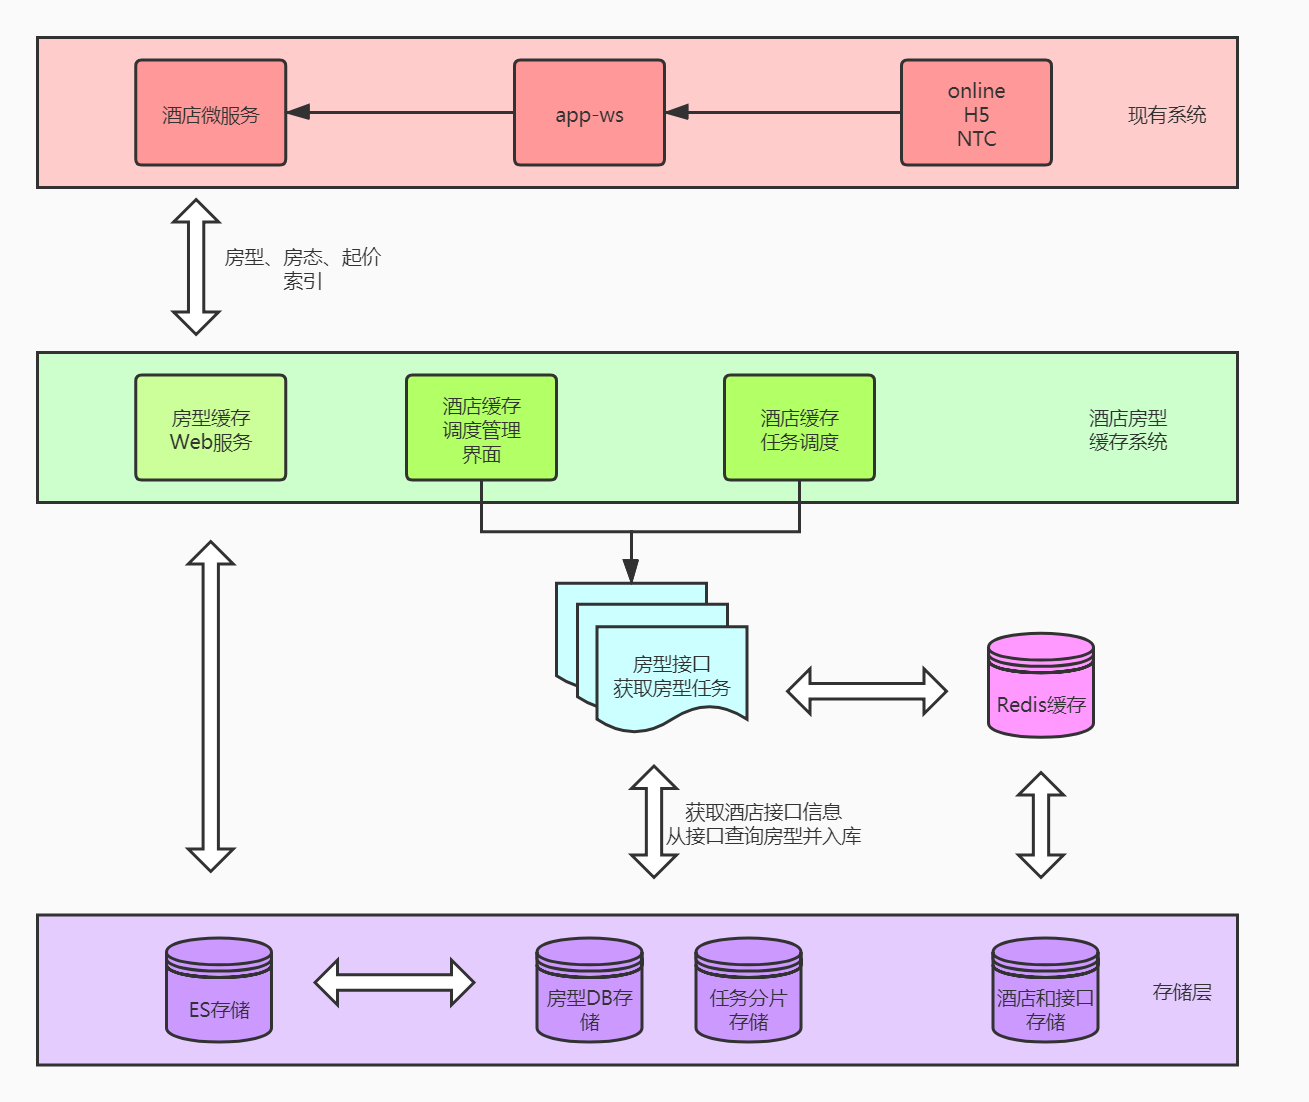 酒店微服务
app-ws
online
H5
NTC
现有系统
房型、房态、起价
索引
房型缓存
Web服务
酒店缓存
调度管理
界面
酒店缓存
任务调度
酒店房型
缓存系统
房型接口
获取房型任务
Redis缓存
获取酒店接口信息
从接口查询房型并入库
ES存储
房型DB存
储
任务分片
存储
酒店和接口
存储
存储层